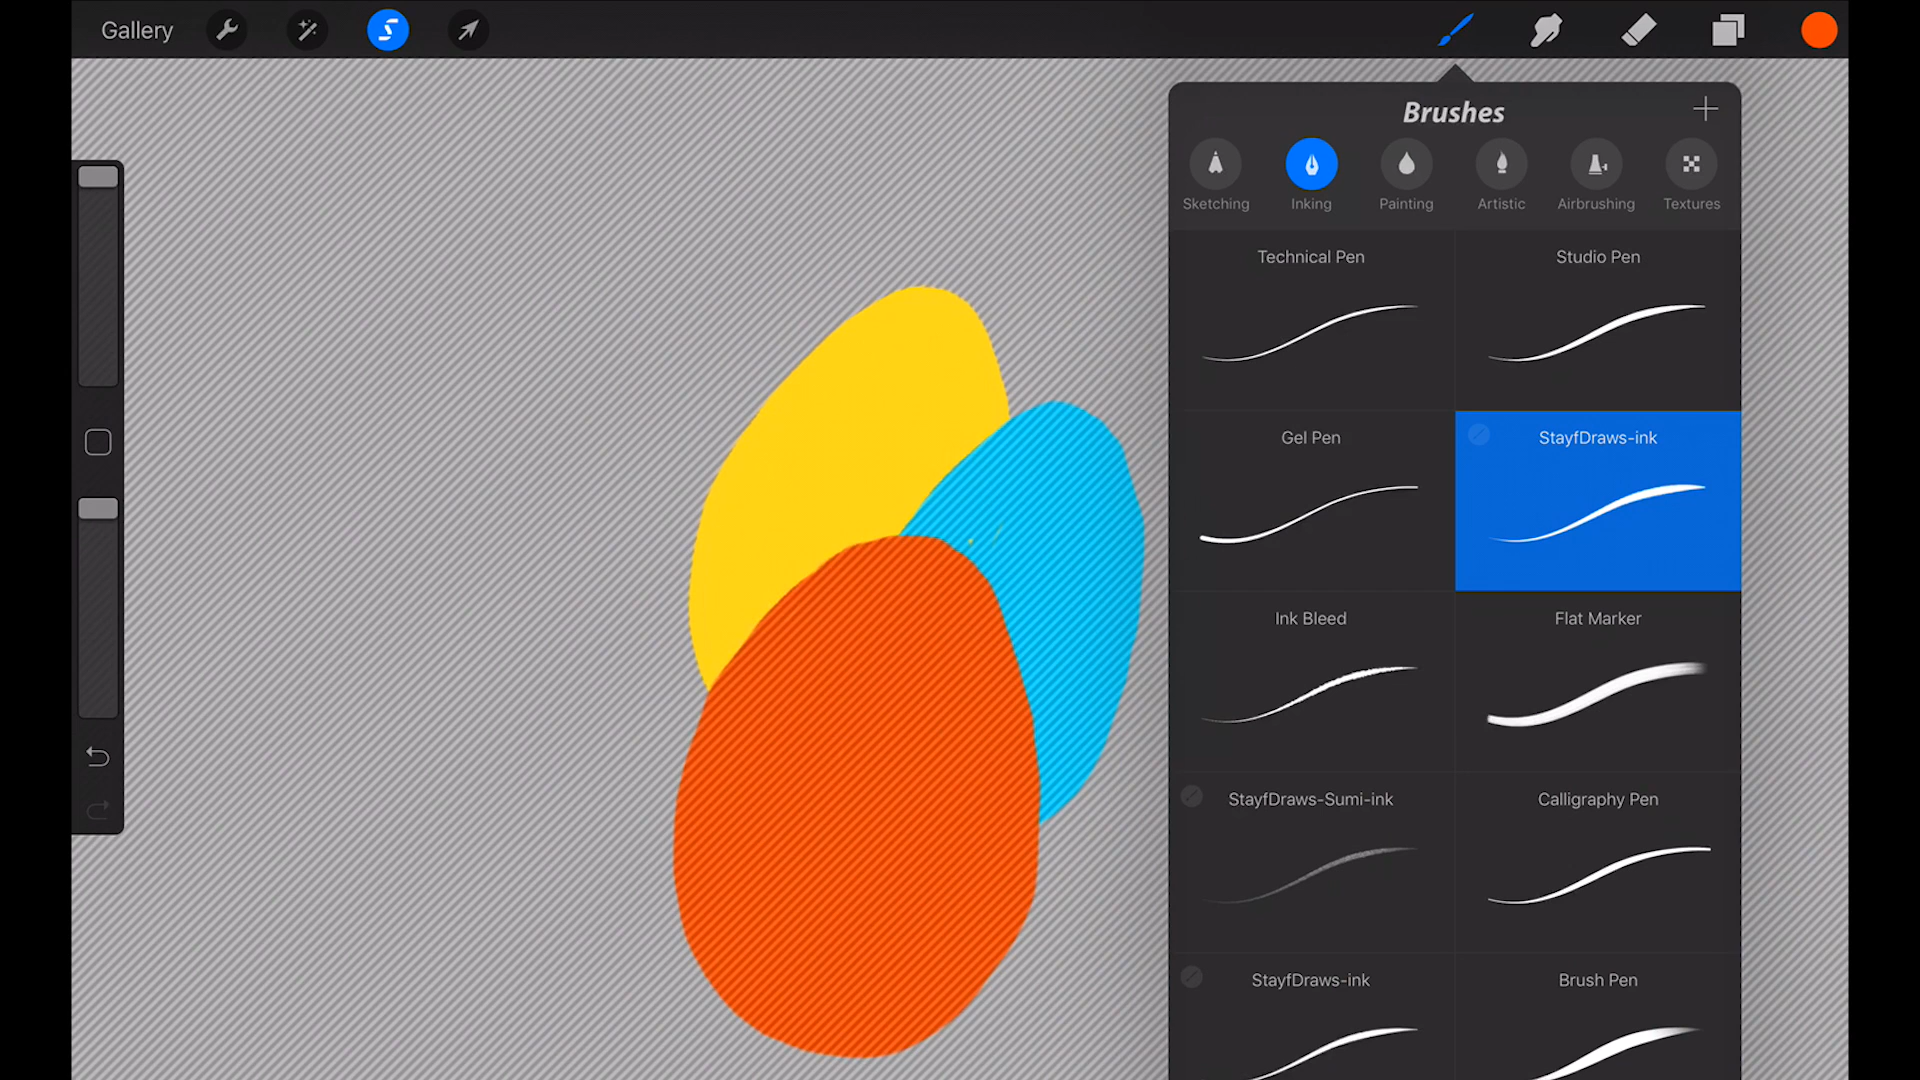 Gallery
Brushes
Sketching Inking Painting Artistic Airbrushing Textures
Technical Pen Studio Pen
Gel Pen StayfDraws-ink
Ink Bleed Flat Marker
StayfDraws-Sumi-ink Calligraphy Pen
StayfDraws-ink Brush Pen